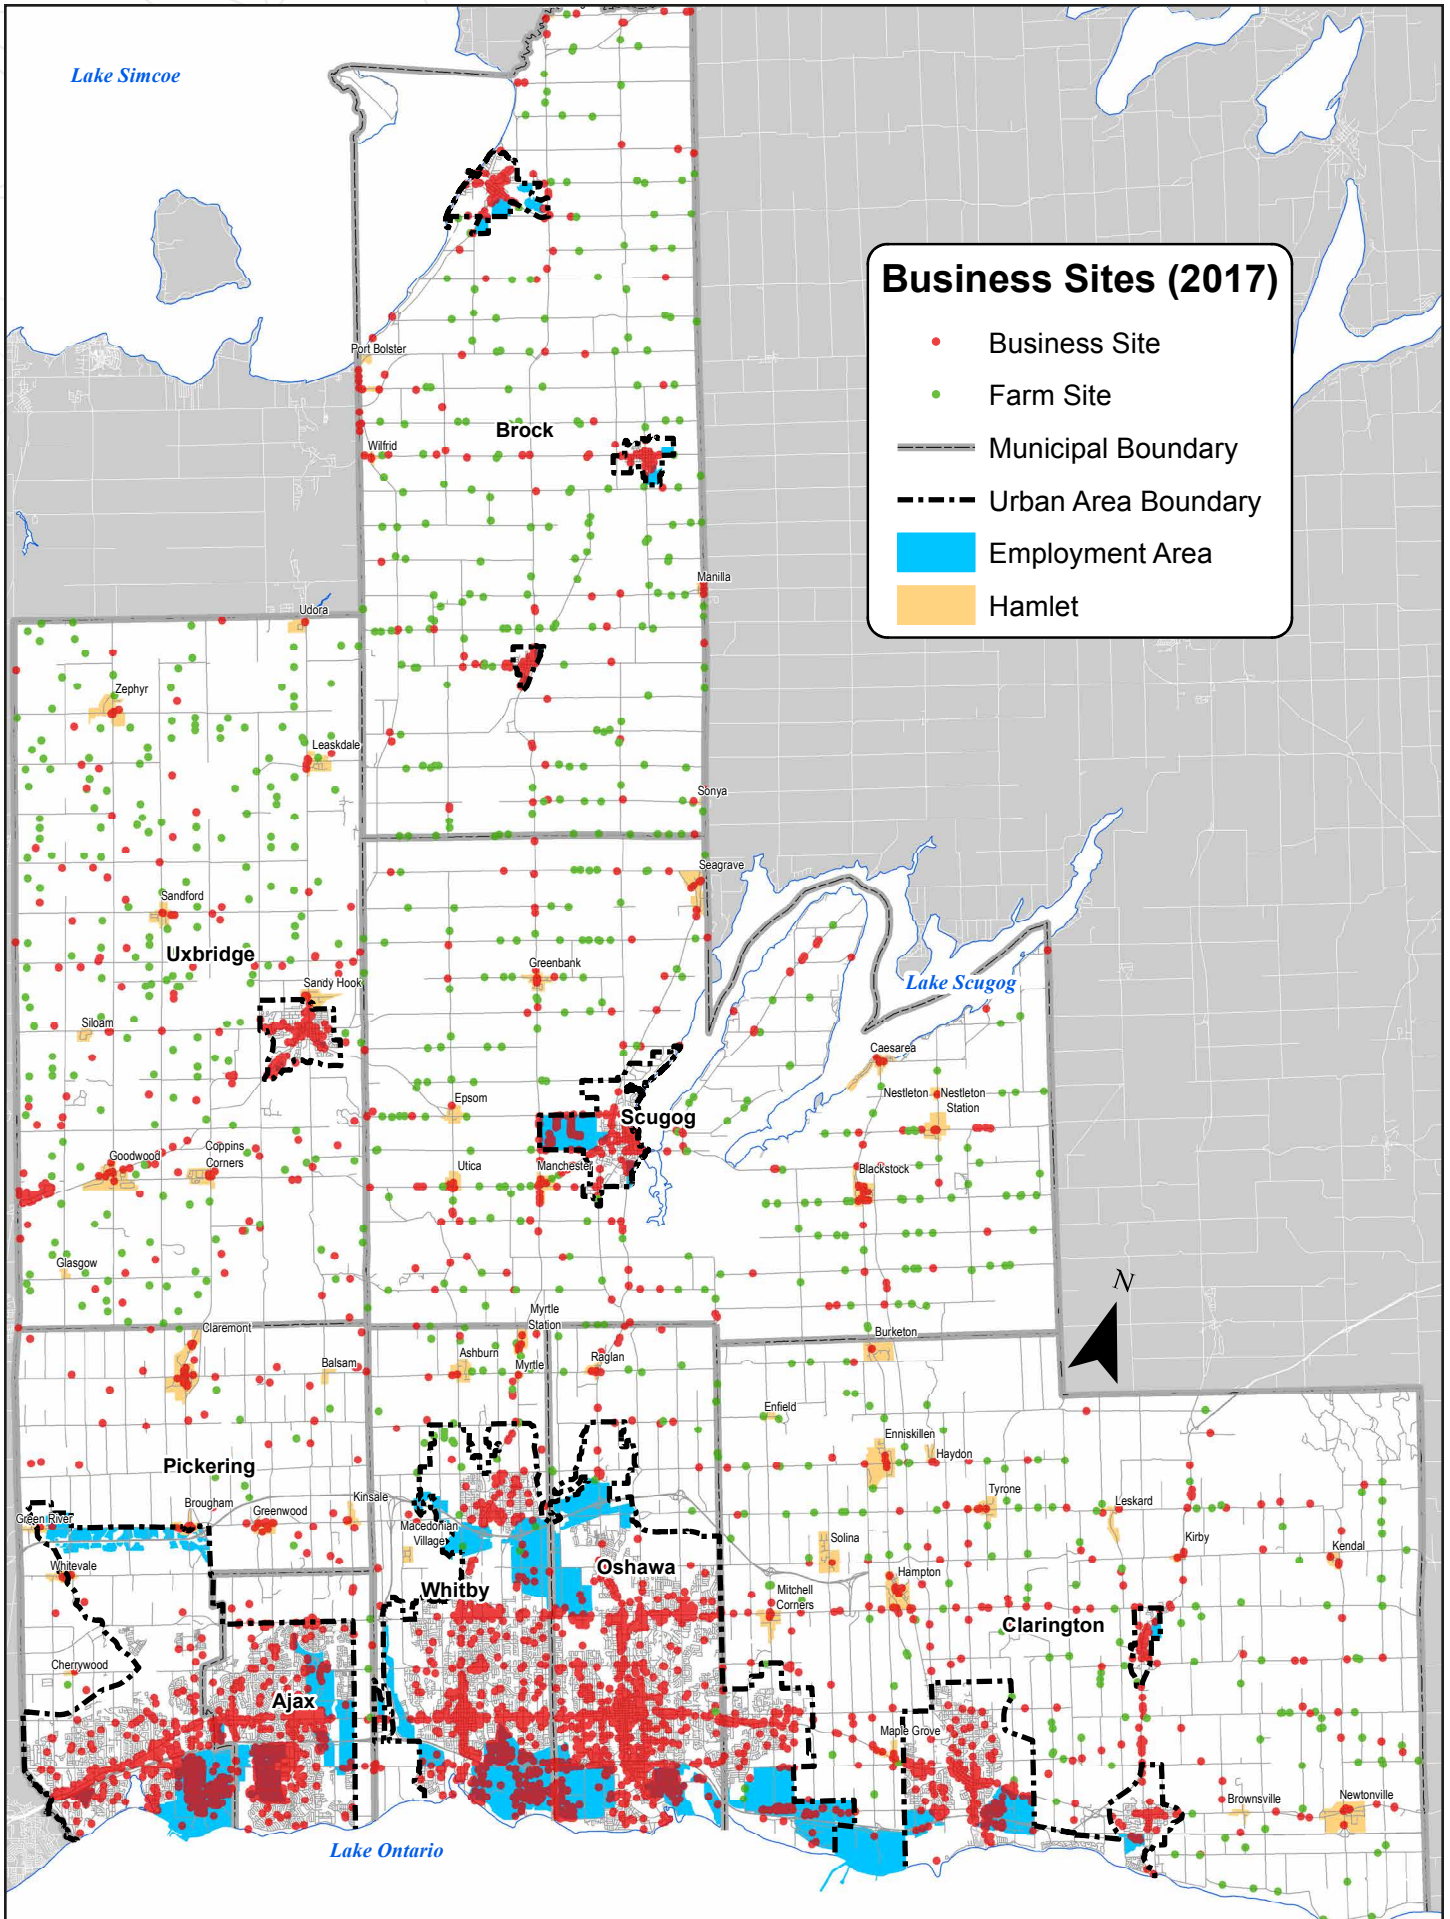 Lake Simcoe
Business Sites (2017)
Business Site
Farm Site
Municipal Boundary
Urban Area Boundary
Employment Area
Hamlet
Port Bolster
Brock
Wilfrid
Manilla
Udora
Zephyr
Leaskdale
Sonya
Seagrave
Sandford
Uxbridge
Greenbank
Sandy Hook
Lake Scugog
Siloam
Caesarea
Nestleton
Nestleton
Station
Epsom
Scugog
Goodwood
Coppins
Corners
Utica
Manchester
Blackstock
Glasgow
N
Myrtle
Station
Claremont
Burketon
Balsam
Ashburn
Myrtle
Raglan
Enfield
Enniskillen
Haydon
Pickering
Tyrone
Leskard
Kinsale
Brougham
Greenwood
Green River
Macedonian
Village
Solina
Kirby
Kendal
Whitevale
Oshawa
Hampton
Whitby
Mitchell
Corners
Clarington
Cherrywood
Ajax
Maple Grove
Brownsville
Newtonville
Lake Ontario